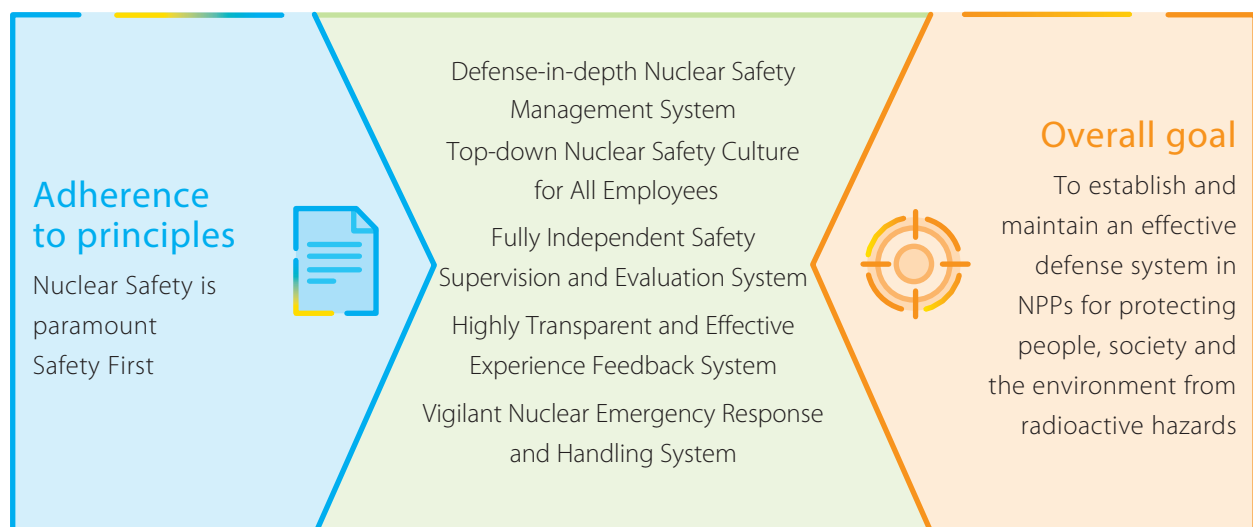 Adherence
to principles
Nuclear Safety is
paramount
Safety First
Defense-in-depth Nuclear Safety
Management System
Top-down Nuclear Safety Culture
for All Employees
Fully Independent Safety
Supervision and Evaluation System
Highly Transparent and Effective
Experience Feedback System
Vigilant Nuclear Emergency Response
and Handling System
Overall goal
To establish and
maintain an effective
defense system in
NPPs for protecting
people, society and
the environment from
radioactive hazards